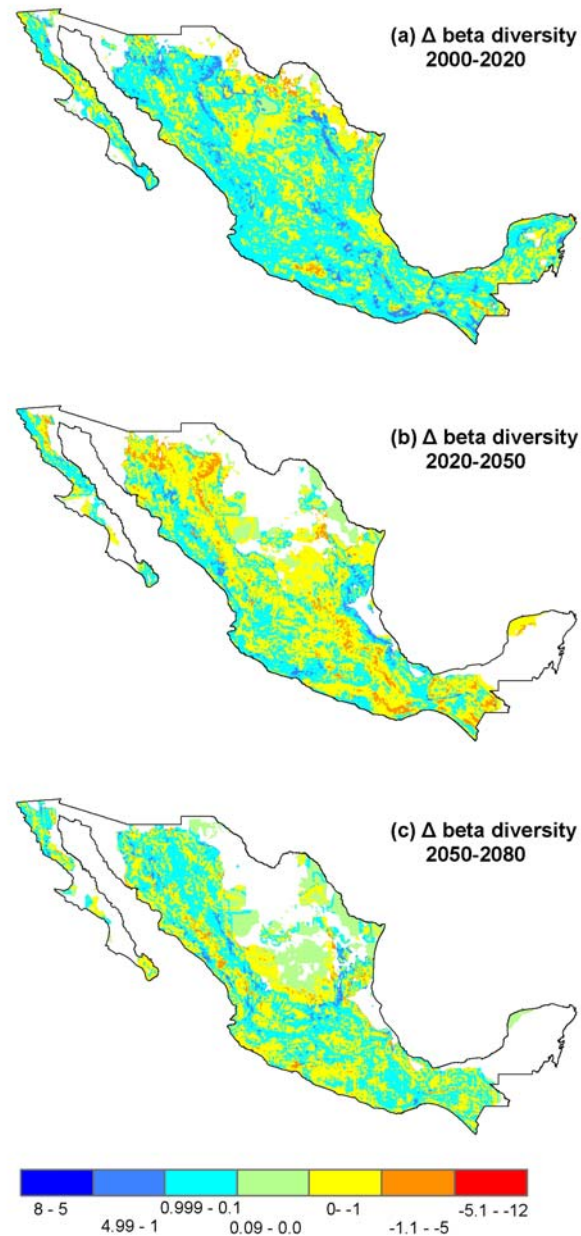 (a) Δ beta diversity
2000-2020
(b) Δ beta diversity
2020-2050
(c) Δ beta diversity
2050-2080
8 - 5
4.99 - 1
0.999 - 0.1
0.09 - 0.0
0- -1
-1.1 --5
-5.1 --12